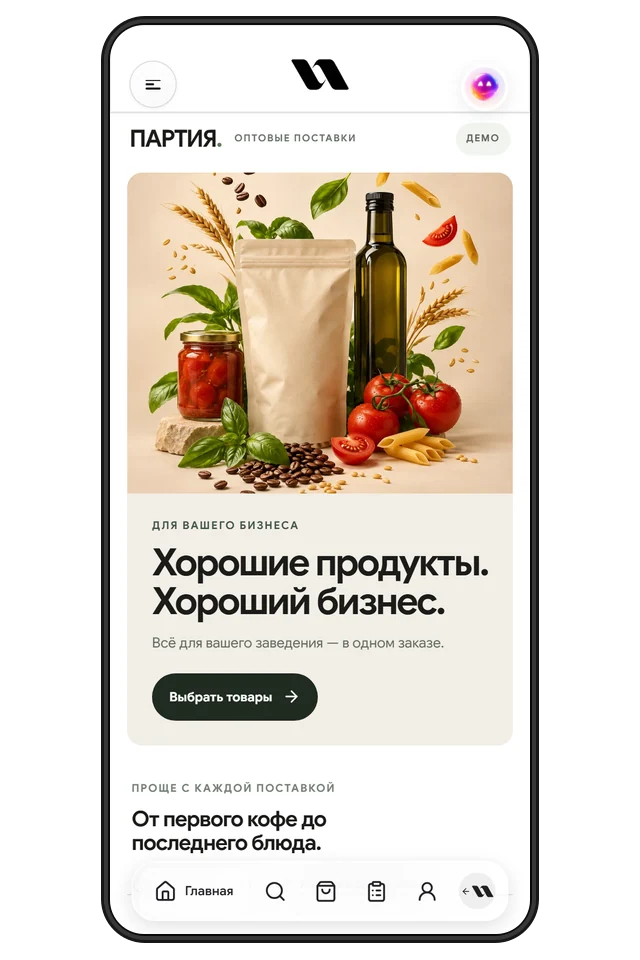 ПАРТИЯ.
ОПТОВЫЕ ПОСТАВКИ
ДЕМО
ДЛЯ ВАШЕГО БИЗНЕСА
Хорошие продукты.
Хороший бизнес.
Всё для вашего заведения — в одном заказе.
Выбрать товары →
ПРОЩЕ С КАЖДОЙ ПОСТАВКОЙ
От первого кофе до
последнего блюда.
Главная